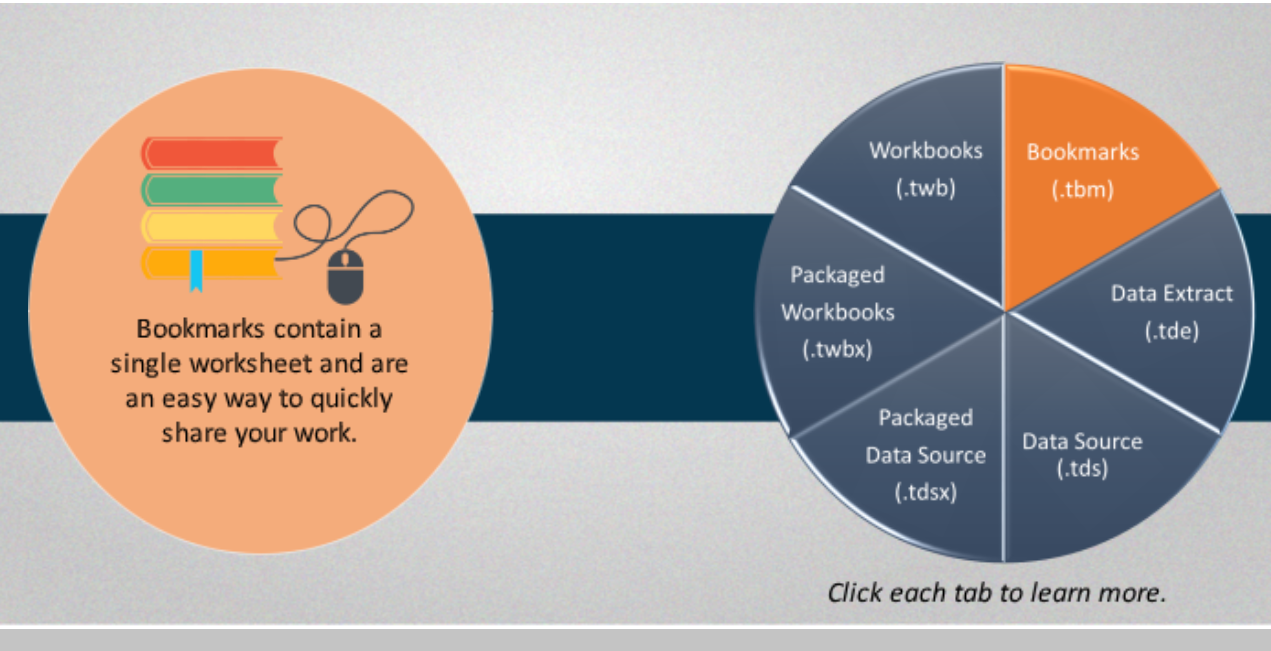 Bookmarks contain a
single worksheet and are
an easy way to quickly
share your work.
Workbooks
(.twb)
Bookmarks
(.tbm)
Packaged
Workbooks
(.twbx)
Data Extract
(.tde)
Packaged
Data Source
(.tdsx)
Data Source
(.tds)
Click each tab to learn more.